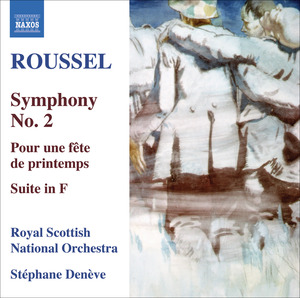 NAXOS
ROUSSEL
Symphony
No. 2
Pour une fête
de printemps
Suite in F
Royal Scottish
National Orchestra
Stéphane Denève